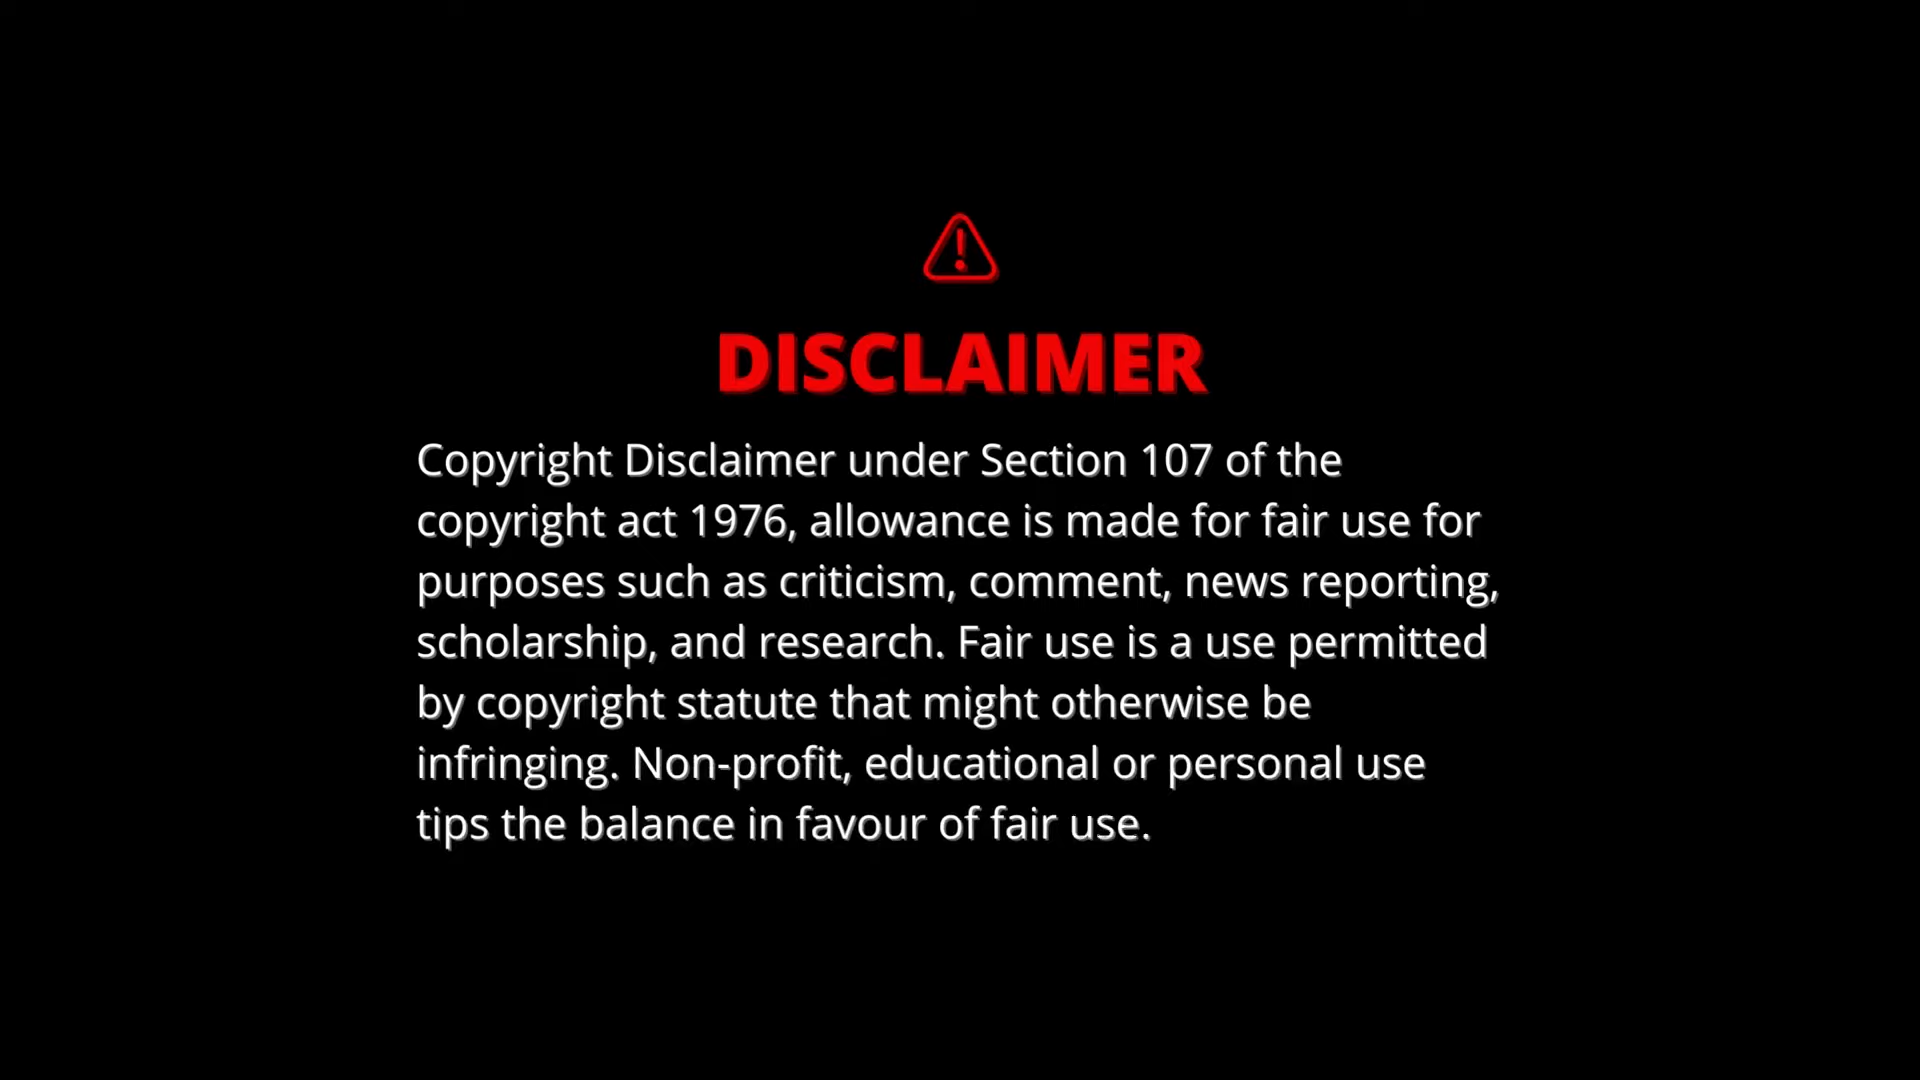 DISCLAIMER
Copyright Disclaimer under Section 107 of the
copyright act 1976, allowance is made for fair use for
purposes such as criticism, comment, news reporting,
scholarship, and research. Fair use is a use permitted
by copyright statute that might otherwise be
infringing. Non-profit, educational or personal use
tips the balance in favour of fair use.